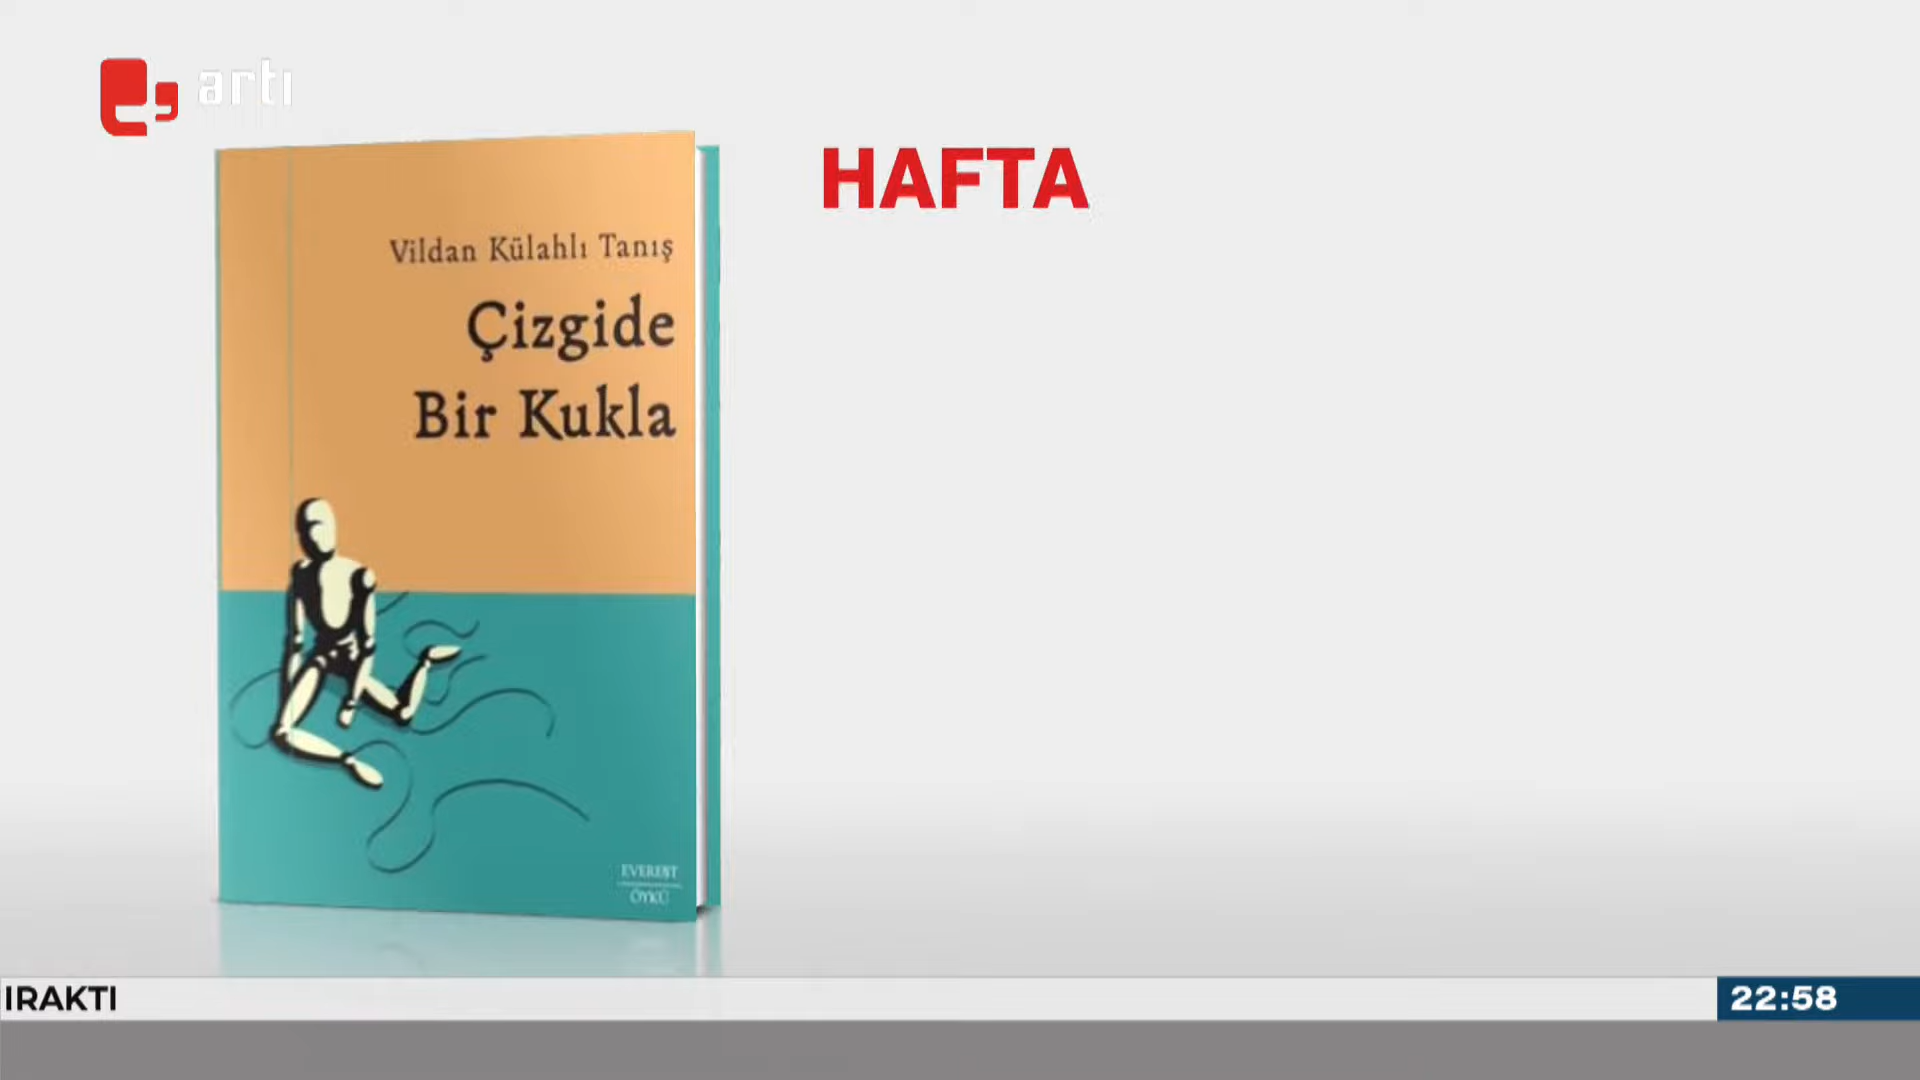 artı
HAFTA
Vildan Külahlı Tanış
Çizgide
Bir Kukla
EVEREST
ÖYKÜ
IRAKTI
22:58